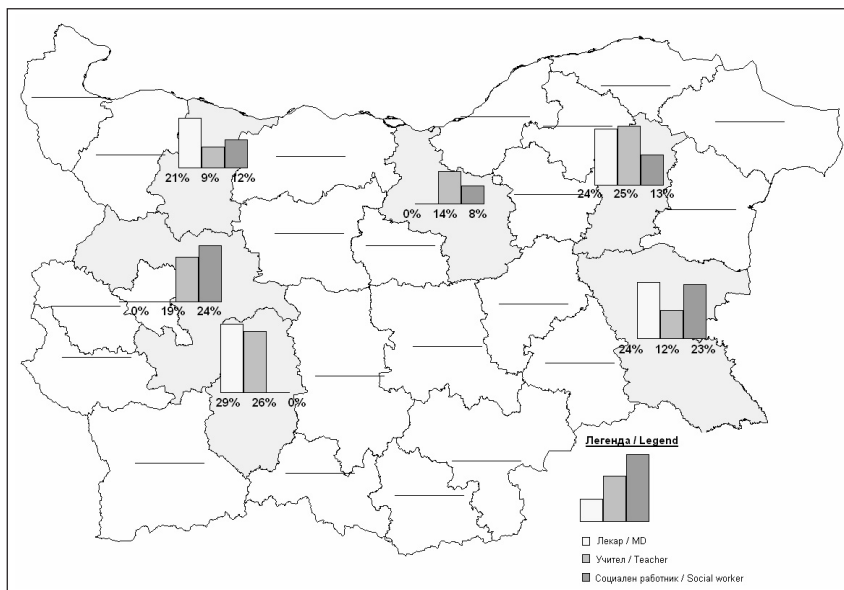 21% 9% 12%
24% 25% 13%
0% 14% 8%
0% 19% 24%
24% 12% 23%
29% 26% 0%
Легенда / Legend
Лекар / MD
Учител / Teacher
Социален работник / Social worker